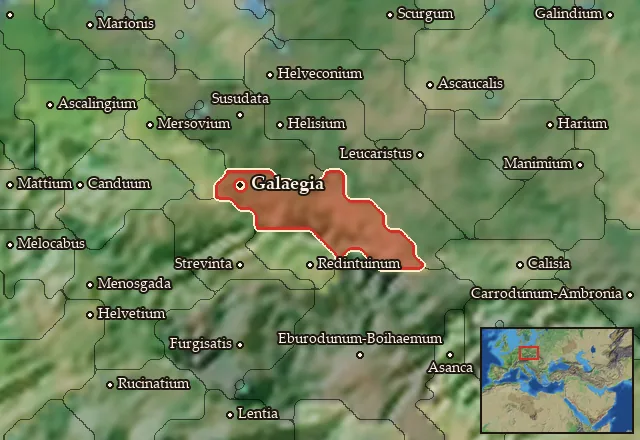 Marionis
Scurgum
Galindium
Helveconium
Ascaucalis
Ascalingium
Susudata
Mersovium
Helisium
Harium
Leucaristus
Manimium
Mattium
Canduum
Galaegia
Melocabus
Strevinta
Redintuinum
Calisia
Menosgada
Carrodunum-Ambronia
Helvetium
Furgisatis
Eburodunum-Boihaemum
Asanca
Rucinatium
Lentia